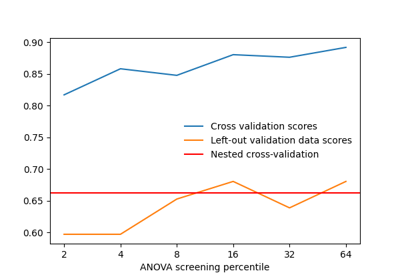 0.90
0.85
0.80
0.75
0.70
0.65
0.60
Cross validation scores
Left-out validation data scores
Nested cross-validation
2 4 8 16 32 64
ANOVA screening percentile